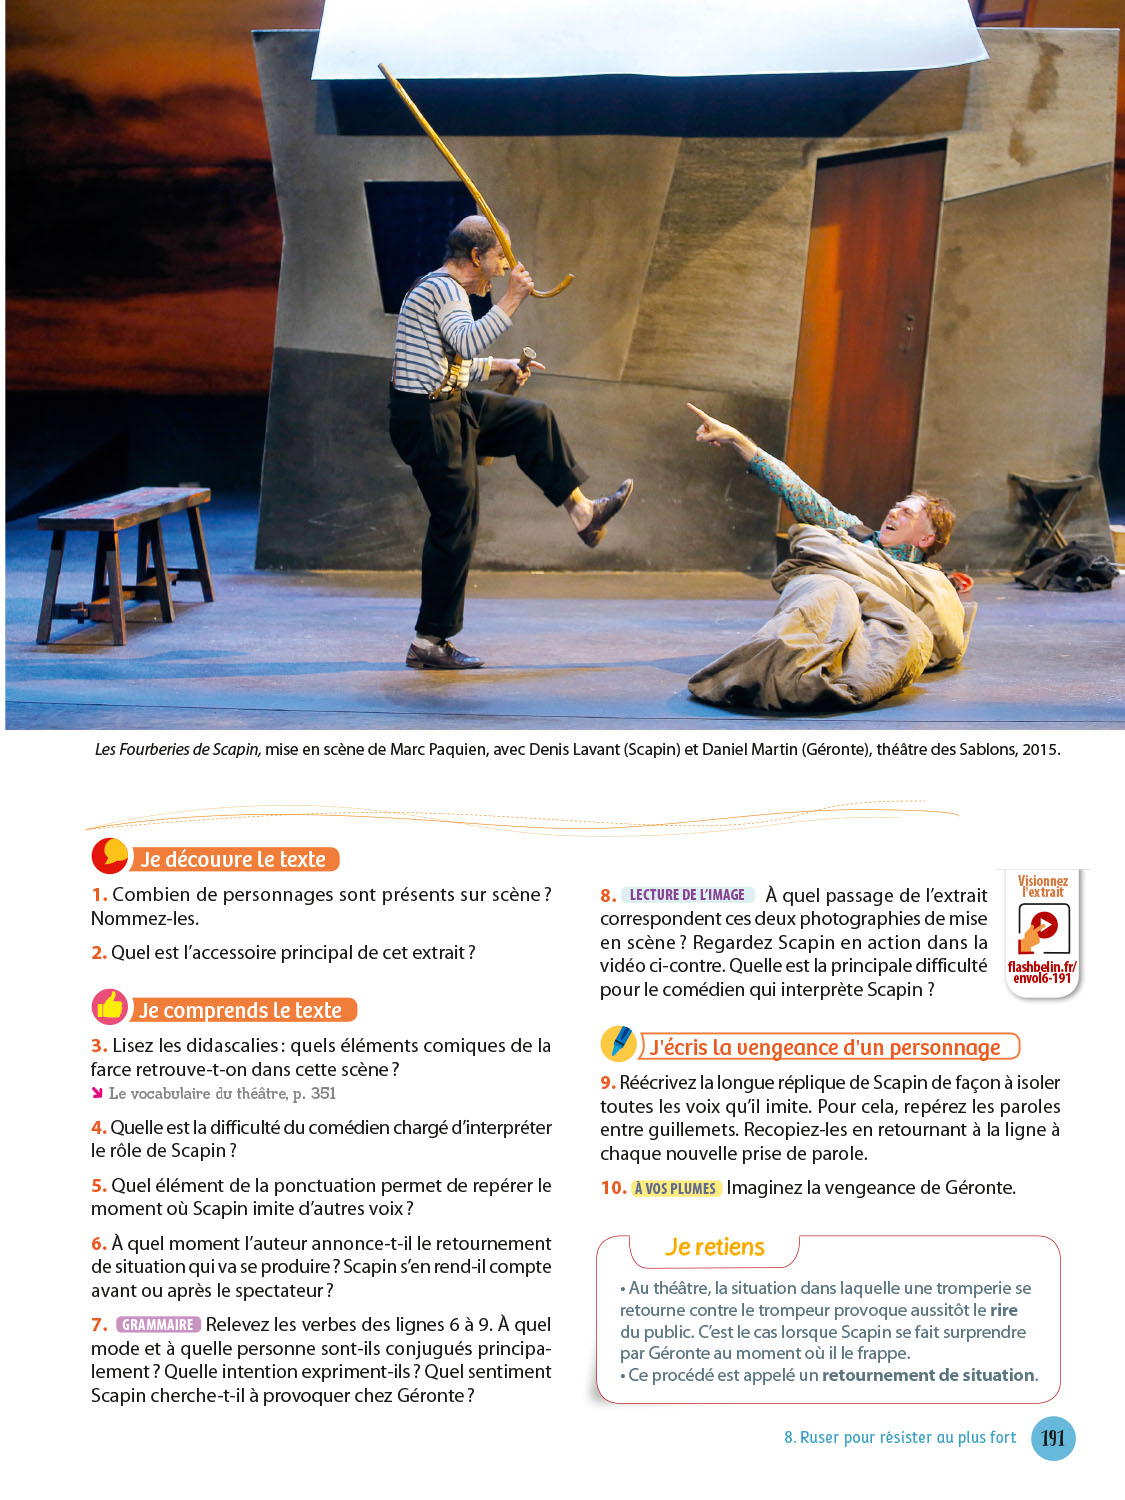 Les Fourberies de Scapin, mise en scène de Marc Paquien, avec Denis Lavant (Scapin) et Daniel Martin (Géronte), théâtre des Sablons, 2015.
Je découvre le texte
1. Combien de personnages sont présents sur scène ?
Nommez-les.
2. Quel est l’accessoire principal de cet extrait ?
Je comprends le texte
3. Lisez les didascalies : quels éléments comiques de la
farce retrouve-t-on dans cette scène ?
Le vocabulaire du théâtre, p. 351
4. Quelle est la difficulté du comédien chargé d’interpréter
le rôle de Scapin ?
5. Quel élément de la ponctuation permet de repérer le
moment où Scapin imite d’autres voix ?
6. À quel moment l’auteur annonce-t-il le retournement
de situation qui va se produire ? Scapin s’en rend-il compte
avant ou après le spectateur ?
7. GRAMMAIRE Relevez les verbes des lignes 6 à 9. À quel
mode et à quelle personne sont-ils conjugués principa-
lement ? Quelle intention expriment-ils ? Quel sentiment
Scapin cherche-t-il à provoquer chez Géronte ?
8. LECTURE DE L’IMAGE À quel passage de l’extrait
correspondent ces deux photographies de mise
en scène ? Regardez Scapin en action dans la
vidéo ci-contre. Quelle est la principale difficulté
pour le comédien qui interprète Scapin ?
Visionnez
l'extrait
flashbelin.fr/
envol6-191
J'écris la vengeance d'un personnage
9. Réécrivez la longue réplique de Scapin de façon à isoler
toutes les voix qu’il imite. Pour cela, repérez les paroles
entre guillemets. Recopiez-les en retournant à la ligne à
chaque nouvelle prise de parole.
10. À VOS PLUMES Imaginez la vengeance de Géronte.
Je retiens
• Au théâtre, la situation dans laquelle une tromperie se
retourne contre le trompeur provoque aussitôt le rire
du public. C’est le cas lorsque Scapin se fait surprendre
par Géronte au moment où il le frappe.
• Ce procédé est appelé un retournement de situation.
8. Ruser pour résister au plus fort 191